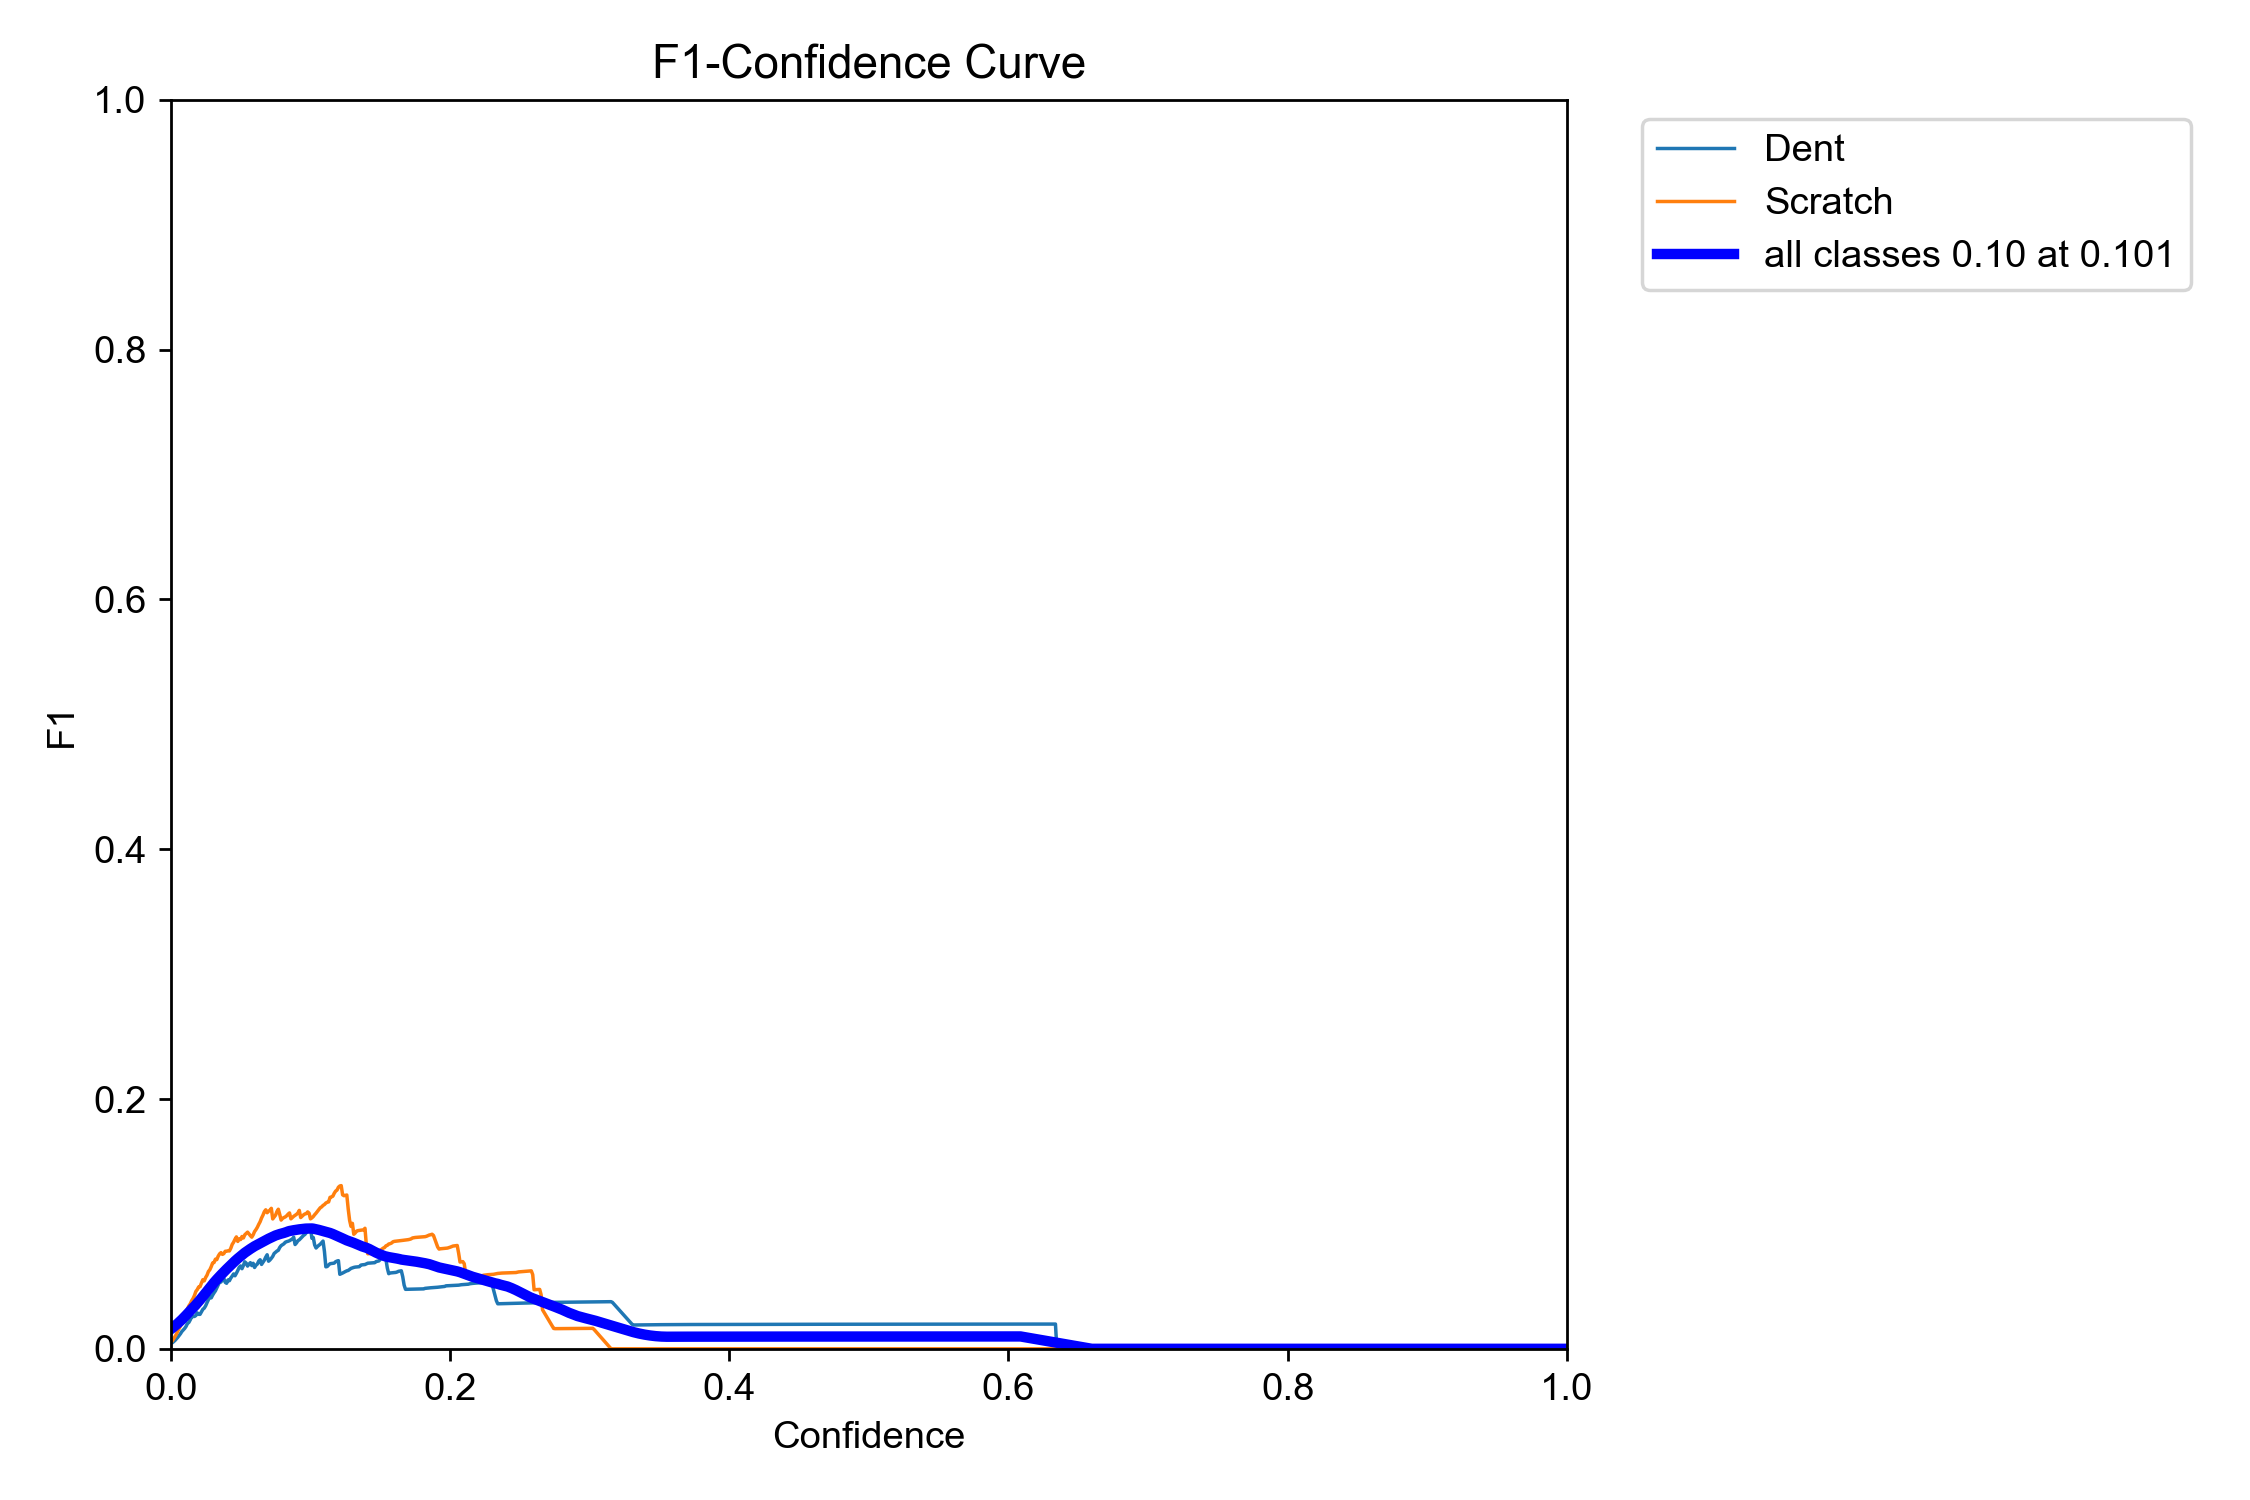 F1-Confidence Curve
1.0
0.8
0.6
0.4
0.2
0.0
F1
0.0 0.2 0.4 0.6 0.8 1.0
Confidence
Dent
Scratch
all classes 0.10 at 0.101